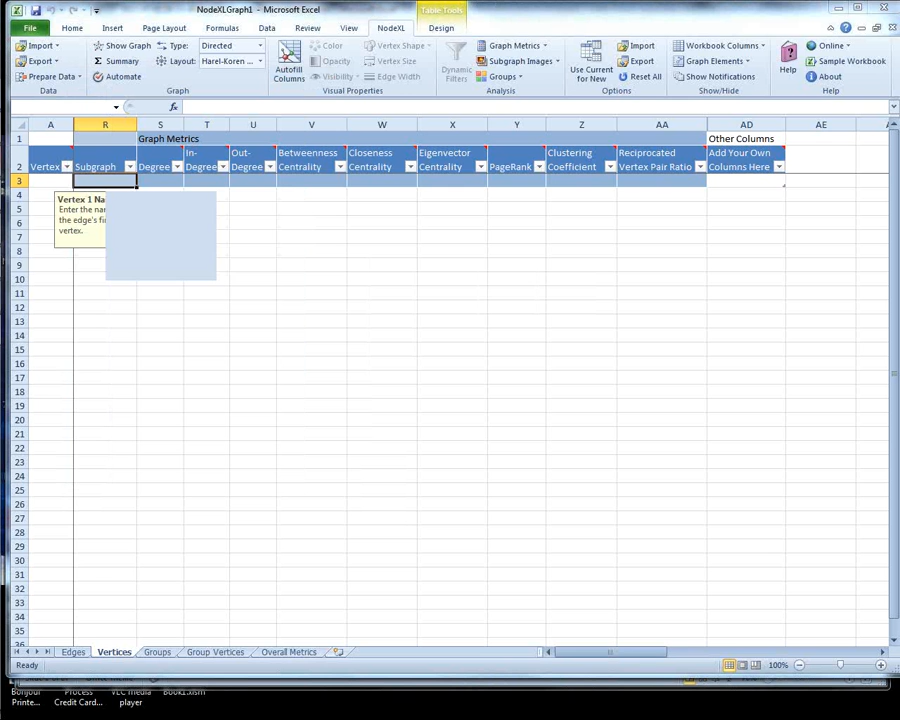 NodeXLGraph1 - Microsoft Excel
Table Tools
File Home Insert Page Layout Formulas Data Review View NodeXL Design
Import Show Graph Type: Directed Color Vertex Shape Graph Metrics Import Workbook Columns Online
Export Summary Layout: Harel-Koren ... Opacity Vertex Size Subgraph Images Export Graph Elements Sample Workbook
Prepare Data Automate Autofill Columns Visibility Edge Width Dynamic Filters Groups Use Current for New Reset All Show Notifications Help About
Data Graph Visual Properties Analysis Options Show/Hide Help
fx
A R S T U V W X Y Z AA AD AE
1 Graph Metrics Other Columns
In- Out- Betweenness Closeness Eigenvector Clustering Reciprocated Add Your Own
2 Vertex Subgraph Degree Degree Degree Centrality Centrality Centrality PageRank Coefficient Vertex Pair Ratio Columns Here
3
4
Vertex 1 Na
5 Enter the nar
6 the edge's fi
7 vertex.
8
9
10
11
12
13
14
15
16
17
18
19
20
21
22
23
24
25
26
27
28
29
30
31
32
33
34
35
36
Edges Vertices Groups Group Vertices Overall Metrics
Ready 100%
Bonjour Process VLC media Book1.xlsm
Printe... Credit Card... player